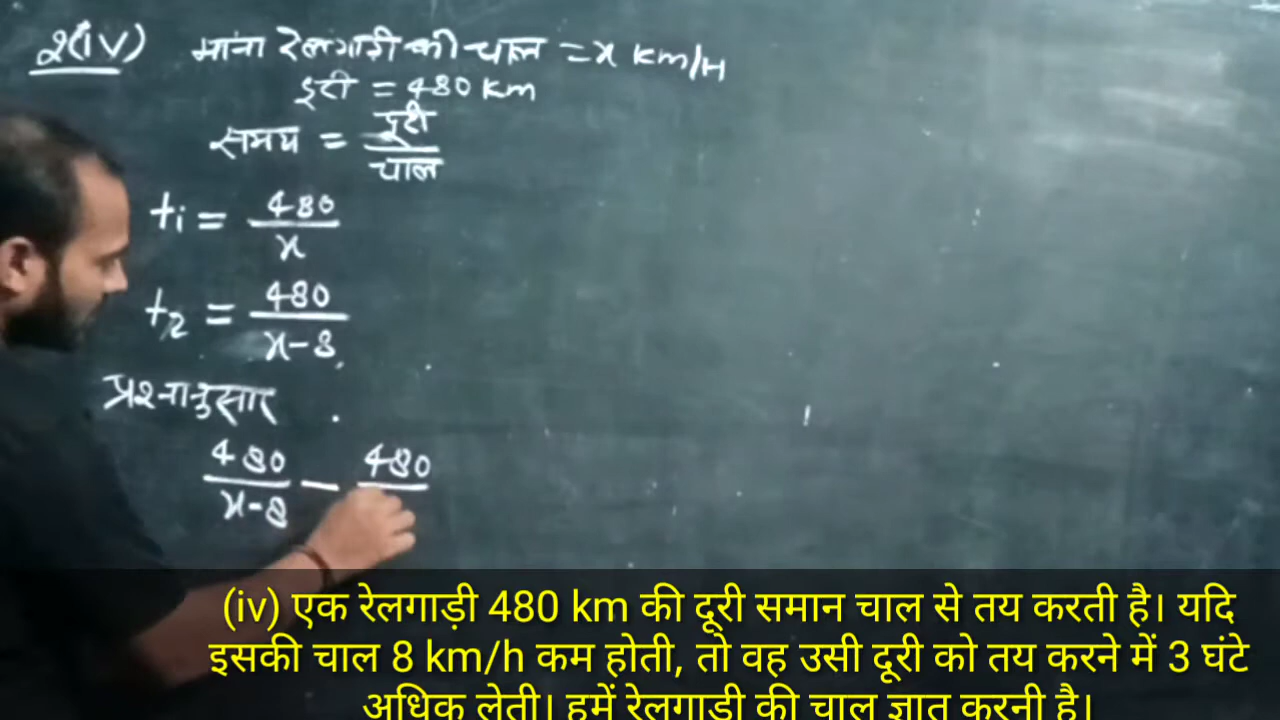 2(iv) माना रेलगाड़ी की चाल = x km/H
दूरी = 480 km
समय = दूरी / चाल
t₁ = 480 / x
t₂ = 480 / x-8
प्रश्नानुसार
480 / x-8 - 480
(iv) एक रेलगाड़ी 480 km की दूरी समान चाल से तय करती है। यदि
इसकी चाल 8 km/h कम होती, तो वह उसी दूरी को तय करने में 3 घंटे
अधिक लेती। हमें रेलगाड़ी की चाल ज्ञात करनी है।